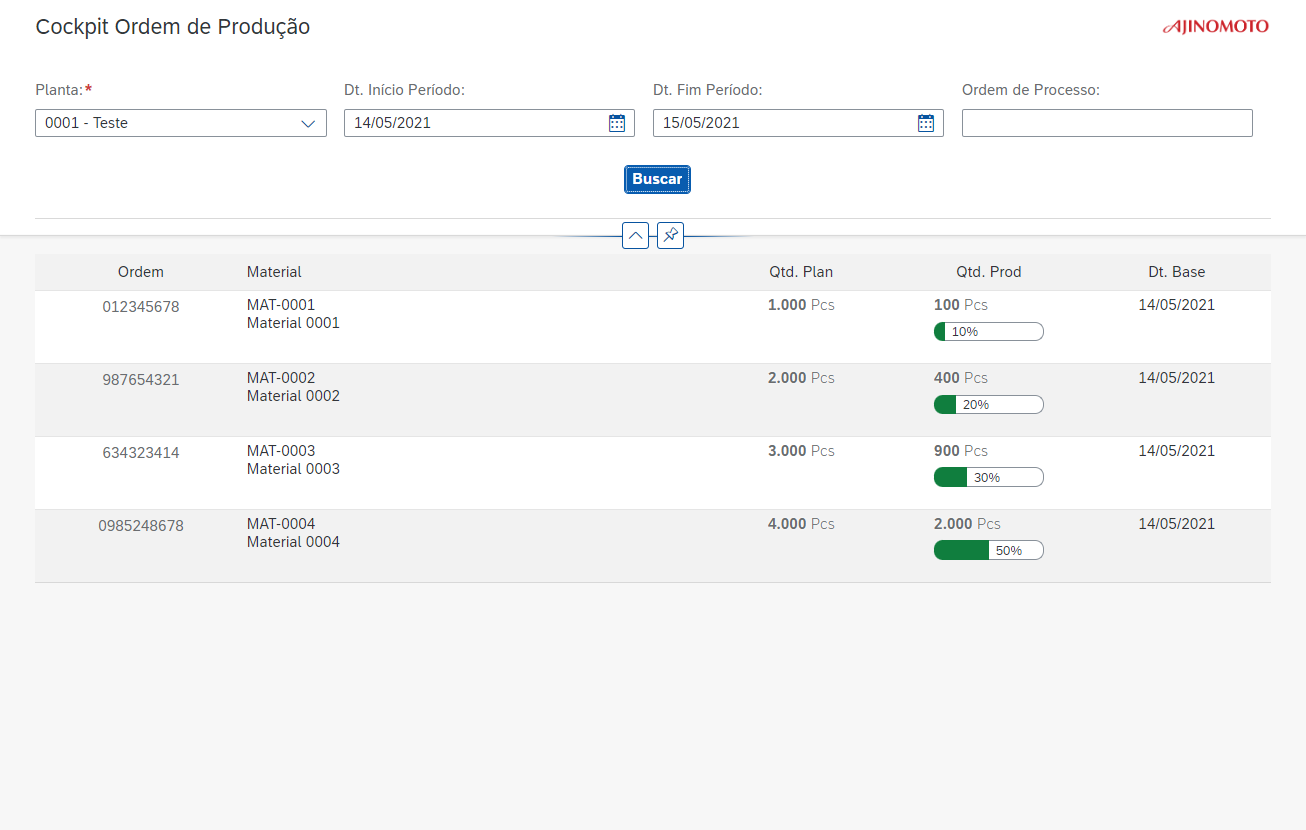 Cockpit Ordem de Produção
AJINOMOTO
Planta:* Dt. Início Período: Dt. Fim Período: Ordem de Processo:
0001 - Teste 14/05/2021 15/05/2021
Buscar
Ordem Material Qtd. Plan Qtd. Prod Dt. Base
012345678 MAT-0001 1.000 Pcs 100 Pcs 14/05/2021
Material 0001
10%
987654321 MAT-0002 2.000 Pcs 400 Pcs 14/05/2021
Material 0002
20%
634323414 MAT-0003 3.000 Pcs 900 Pcs 14/05/2021
Material 0003
30%
0985248678 MAT-0004 4.000 Pcs 2.000 Pcs 14/05/2021
Material 0004
50%